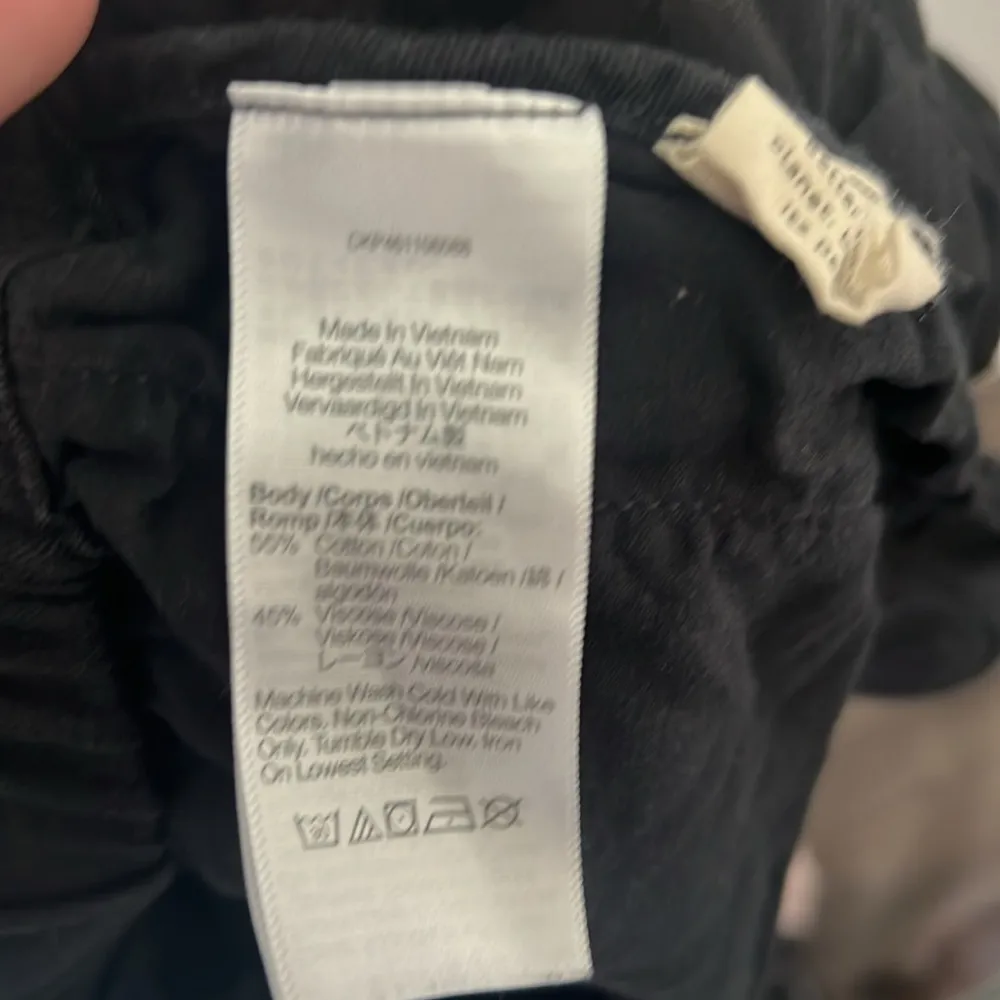 Made In Vietnam
Fabriqué Au Viêt Nam
Hergestellt In Vietnam
Vervaardigd In Vietnam
ベトナム製
hecho en vietnam
Body /Corps /Oberteil /
Romp /本体 /Cuerpo:
Cotton /Coton /
Baumwolle /Katoen /綿 /
algodón
Viscose /Viscose /
Viskose /Viscose /
レーヨン /viscosa
Machine Wash Cold With Like
Colors. Non-Chlorine Bleach
Only. Tumble Dry Low. Iron
On Lowest Setting.